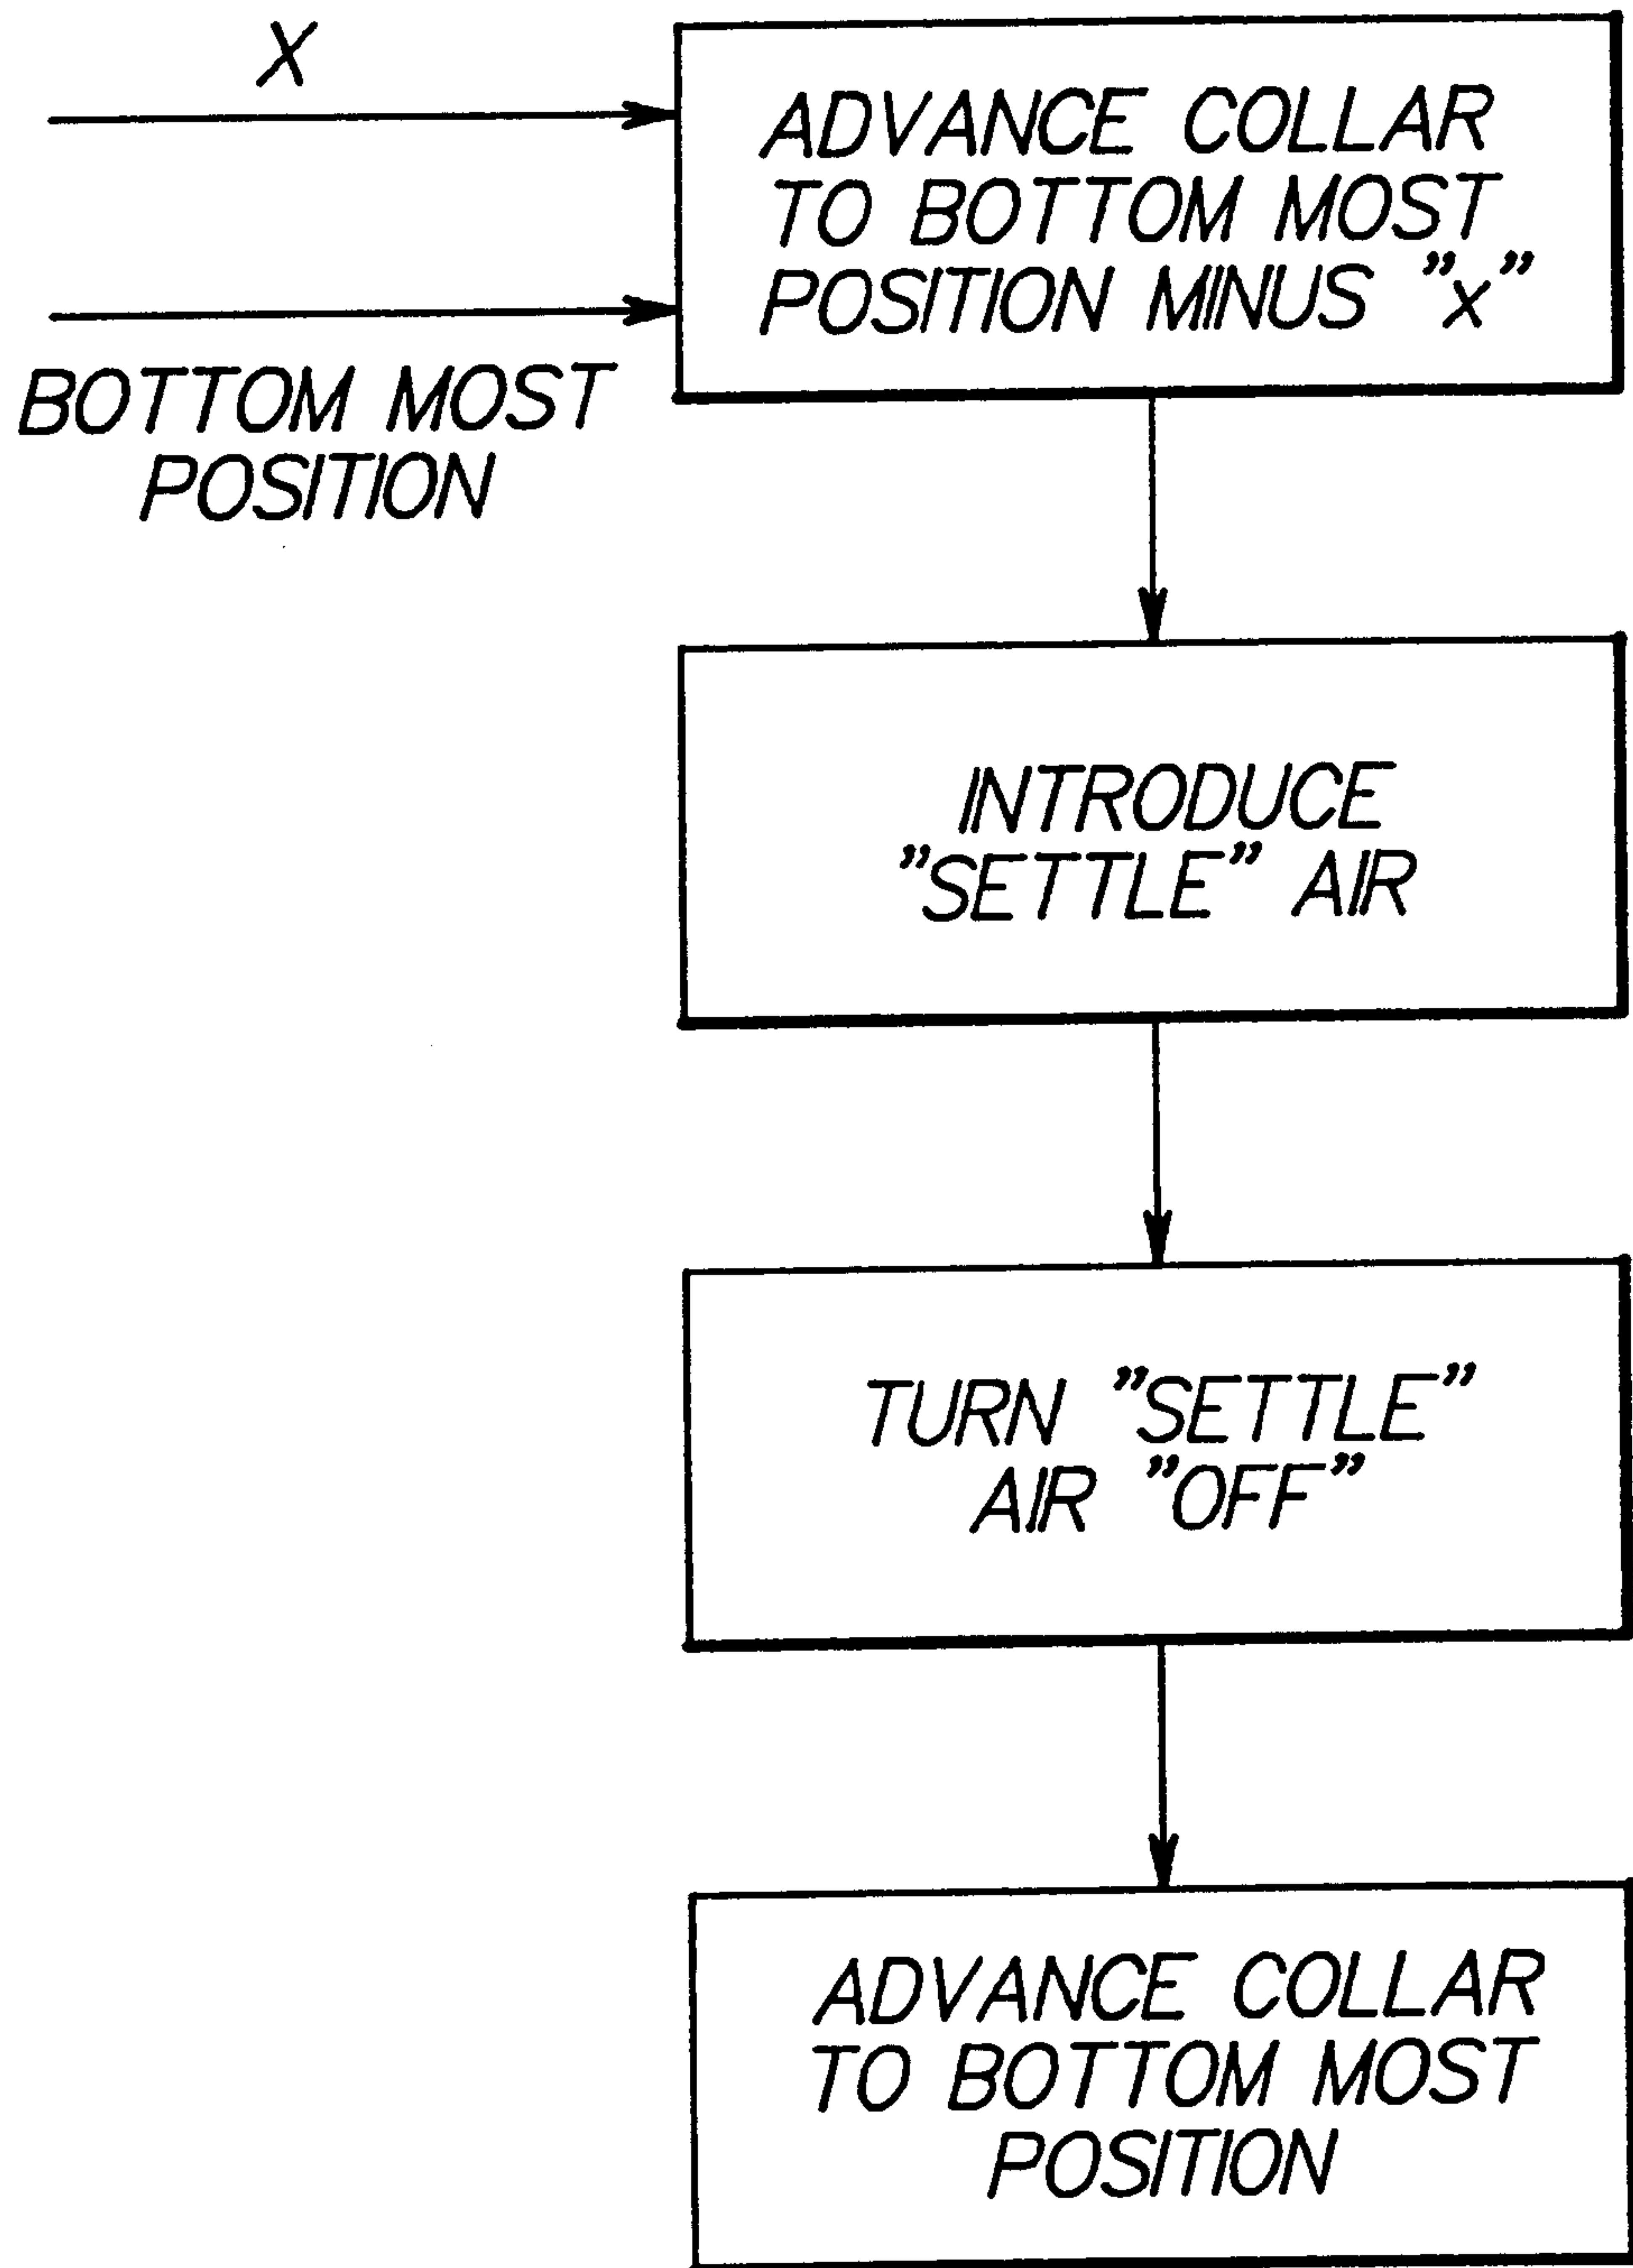 X
BOTTOM MOST
POSITION
ADVANCE COLLAR
TO BOTTOM MOST
POSITION MINUS "x"
INTRODUCE
"SETTLE" AIR
TURN "SETTLE"
AIR "OFF"
ADVANCE COLLAR
TO BOTTOM MOST
POSITION